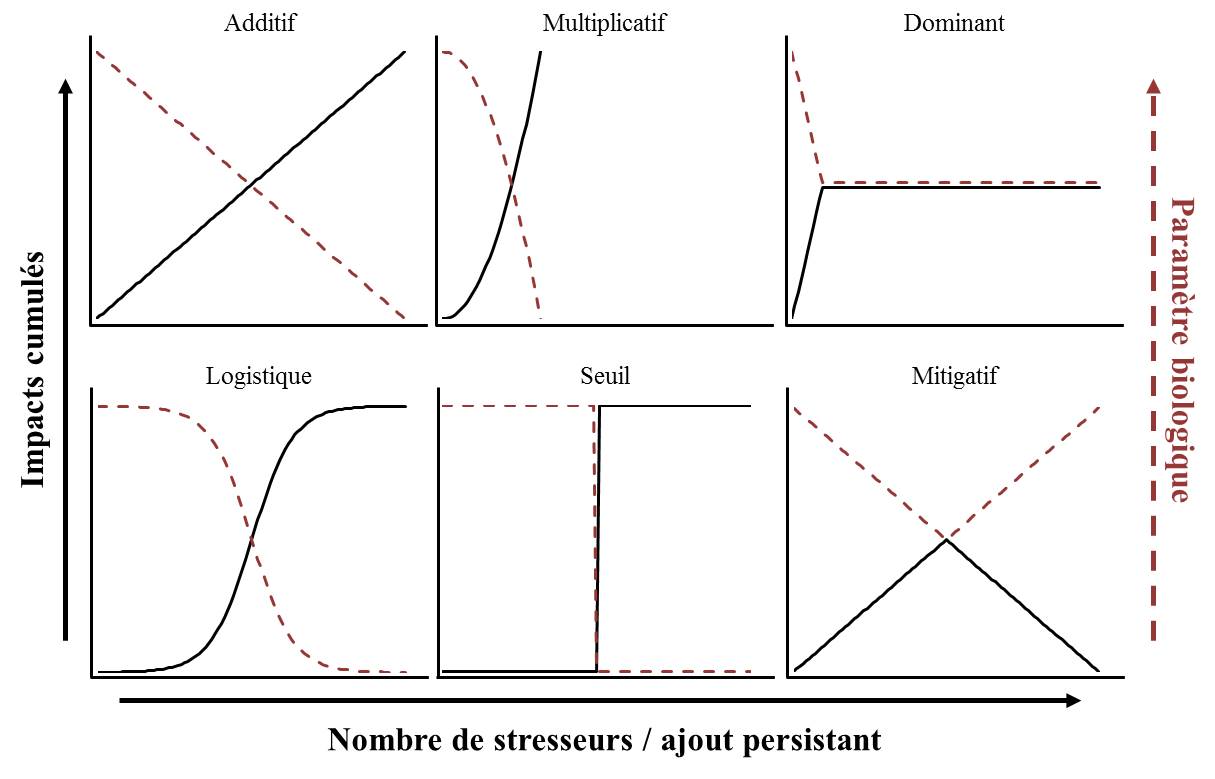 Additif
Multiplicatif
Dominant
Impacts cumulés
Paramètre biologique
Logistique
Seuil
Mitigatif
Nombre de stresseurs / ajout persistant